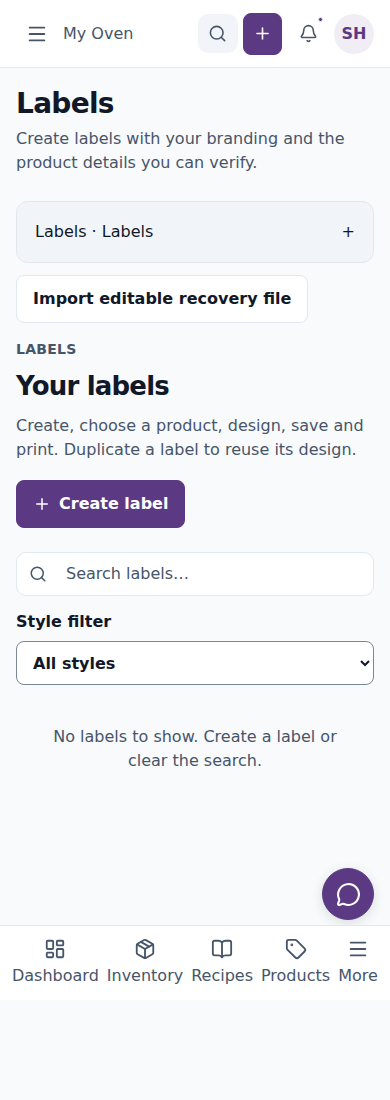 My Oven
SH
Labels
Create labels with your branding and the
product details you can verify.
Labels · Labels
+
Import editable recovery file
LABELS
Your labels
Create, choose a product, design, save and
print. Duplicate a label to reuse its design.
+ Create label
Search labels...
Style filter
All styles
No labels to show. Create a label or
clear the search.
Dashboard Inventory Recipes Products More